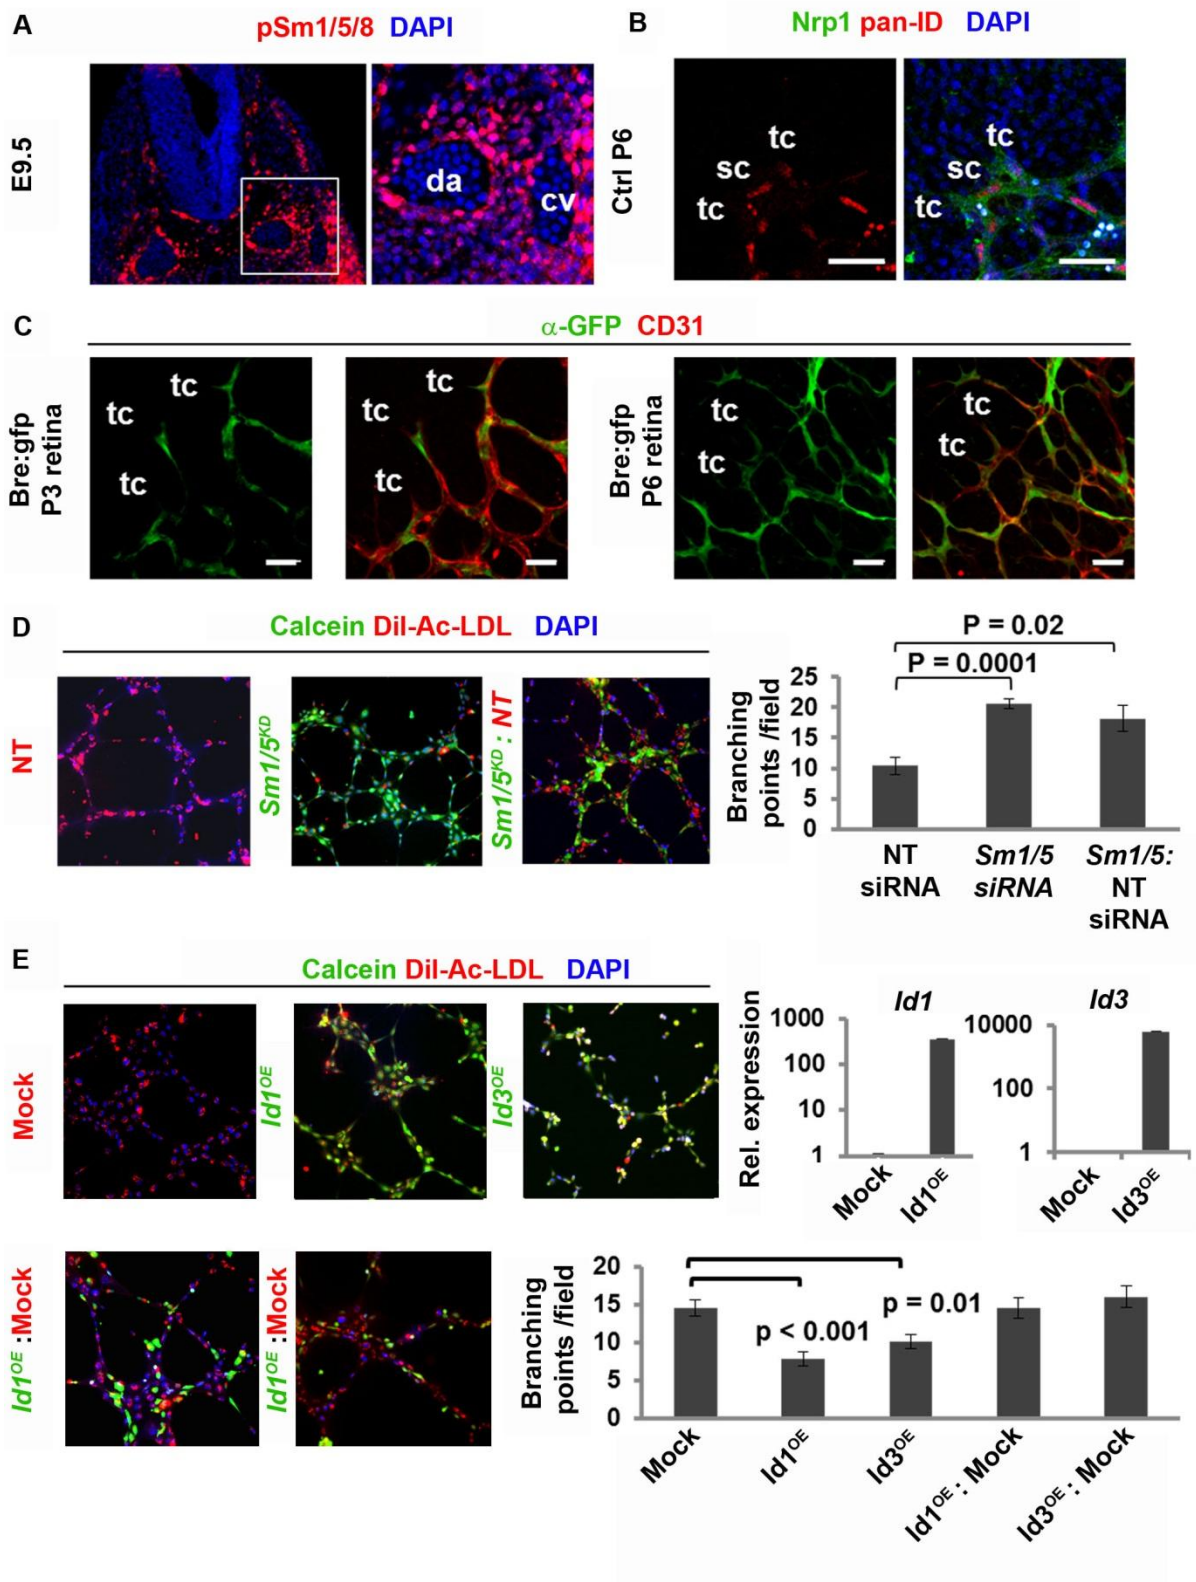 A
pSm1/5/8 DAPI
E9.5
da
cv
B
Nrp1 pan-ID DAPI
Ctrl P6
tc
sc
tc
tc
sc
tc
C
α-GFP CD31
Bre:gfp
P3 retina
tc
tc
tc
tc
tc
tc
Bre:gfp
P6 retina
tc
tc
tc
tc
D
Calcein Dil-Ac-LDL DAPI
NT
Sm1/5KD
Sm1/5KD : NT
P = 0.02
P = 0.0001
Branching
points /field
25
20
15
10
5
0
NT
siRNA
Sm1/5
siRNA
Sm1/5:
NT
siRNA
E
Calcein Dil-Ac-LDL DAPI
Mock
Id1OE
Id3OE
Rel. expression
Id1
1000
100
10
1
Mock
Id1OE
Id3
10000
100
1
Mock
Id3OE
Id1OE :Mock
Id1OE :Mock
Branching
points /field
20
15
10
5
0
p < 0.001
p = 0.01
Mock
Id1OE
Id3OE
Id1OE : Mock
Id3OE : Mock